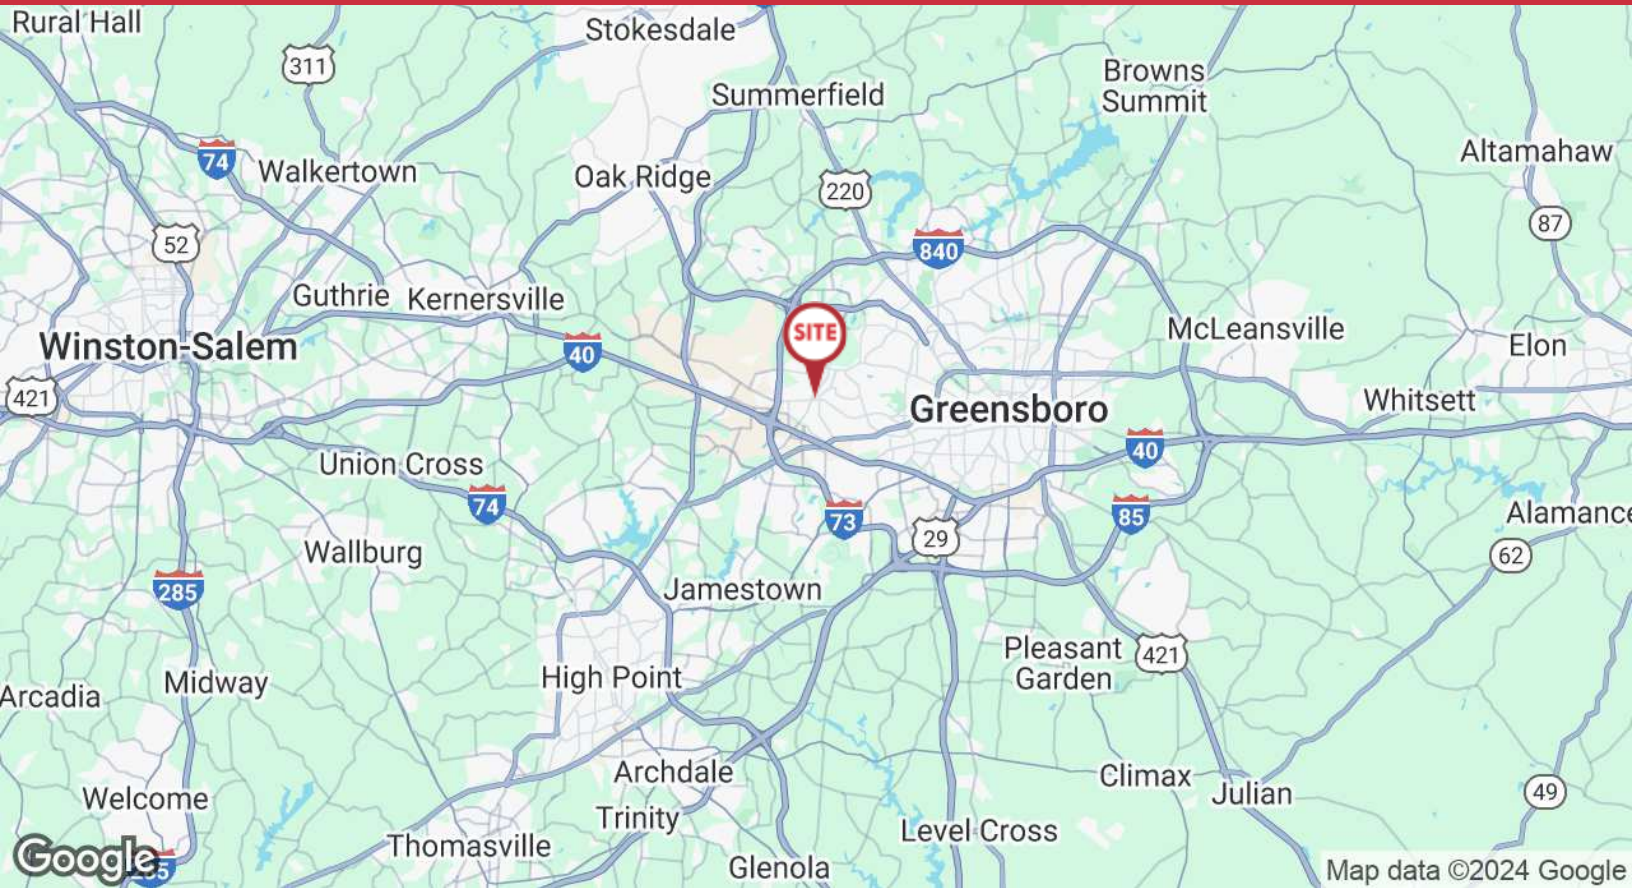 Rural Hall
Stokesdale
311
Browns
Summit
Summerfield
74
Walkertown
Altamahaw
Oak Ridge
220
87
52
840
Guthrie
Kernersville
SITE
McLeansville
Winston-Salem
40
Elon
421
Whitsett
Greensboro
40
Union Cross
74
73
85
Alamance
29
Wallburg
62
285
Jamestown
Pleasant
Garden
421
High Point
Midway
Arcadia
Archdale
Climax
Julian
49
Welcome
Trinity
Level Cross
Thomasville
Google
Glenola
Map data ©2024 Google